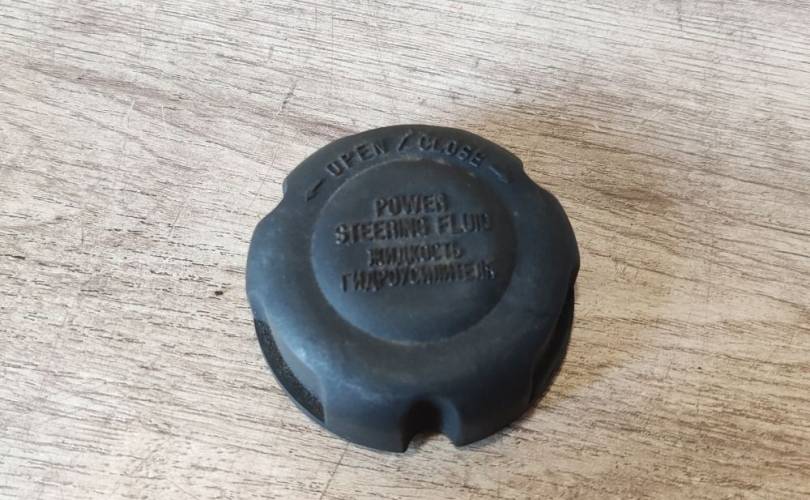 OPEN / CLOSE
POWER
STEERING FLUID
ЖИДКОСТЬ
ГИДРОУСИЛИТЕЛЬ